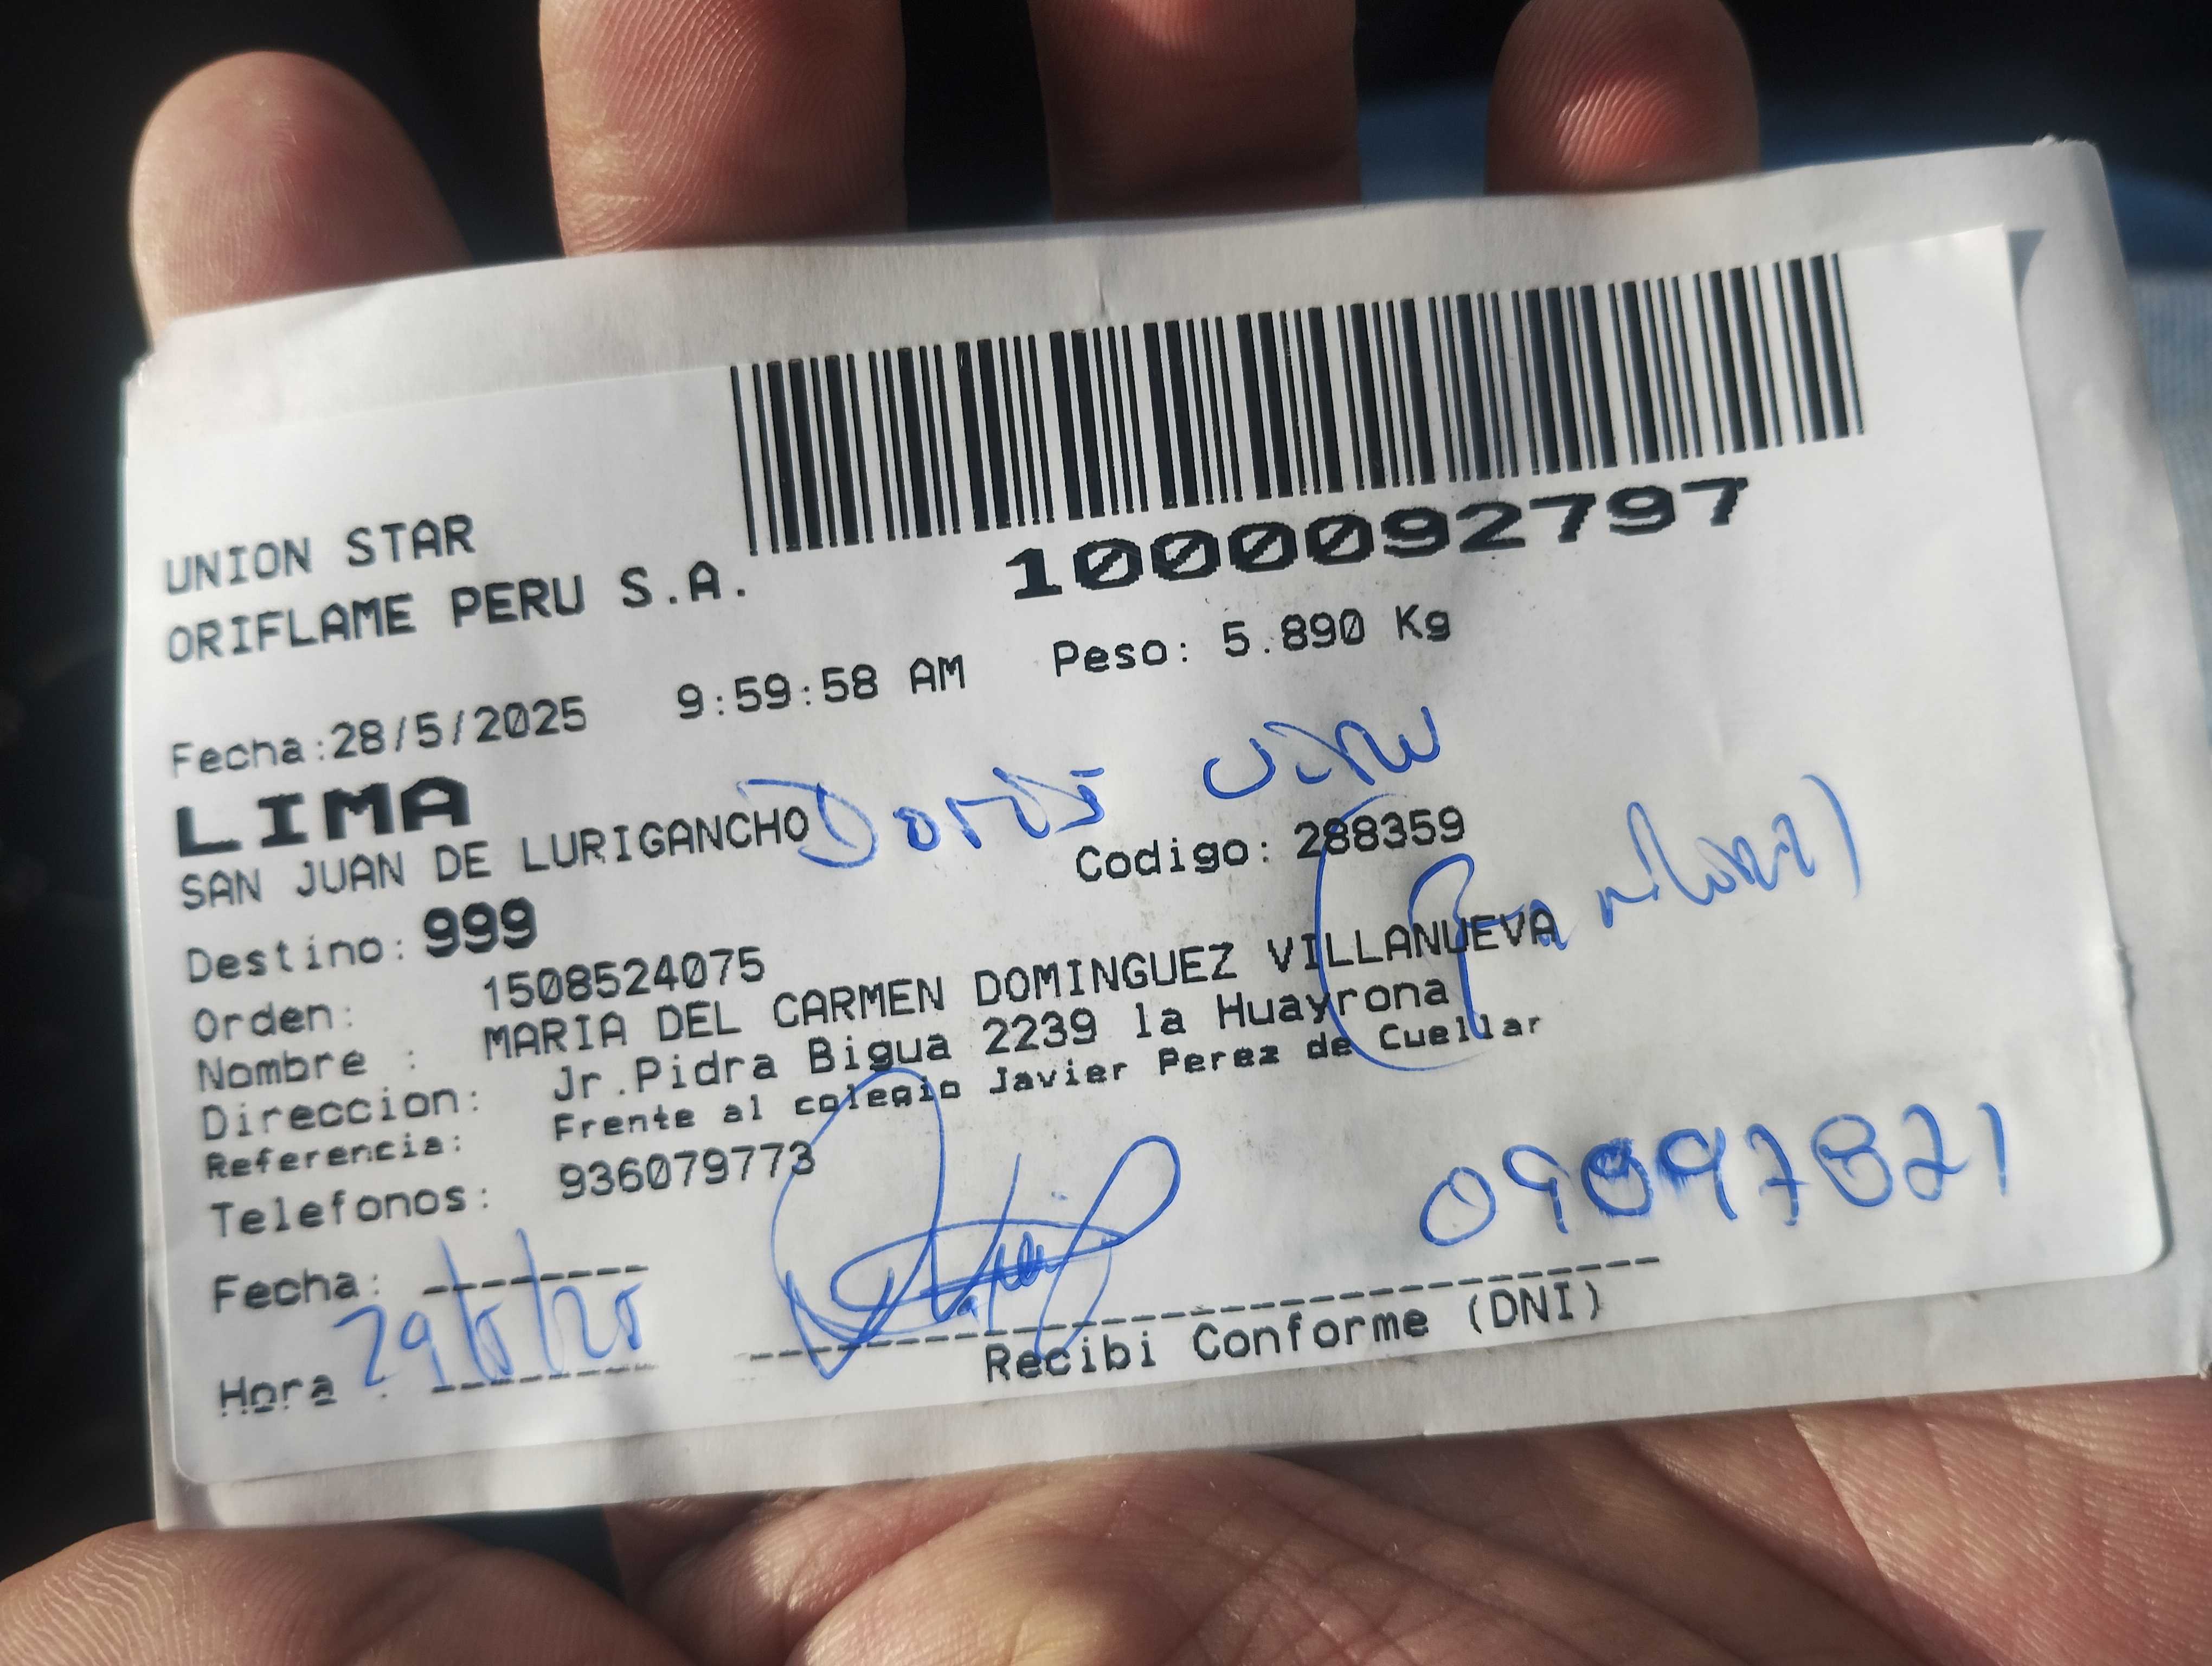 UNION STAR
ORIFLAME PERU S.A.
1000092797
Fecha:28/5/2025 9:59:58 AM Peso: 5.890 Kg
LIMA
SAN JUAN DE LURIGANCHO
Codigo: 288359
Destino: 999
Orden: 1508524075
Nombre : MARIA DEL CARMEN DOMINGUEZ VILLANUEVA
Direccion: Jr.Pidra Bigua 2239 la Huayrona
Referencia: Frente al colegio Javier Perez de Cuellar
Telefonos: 936079773
Fecha: 29/5/25
Hora :
Recibi Conforme (DNI)